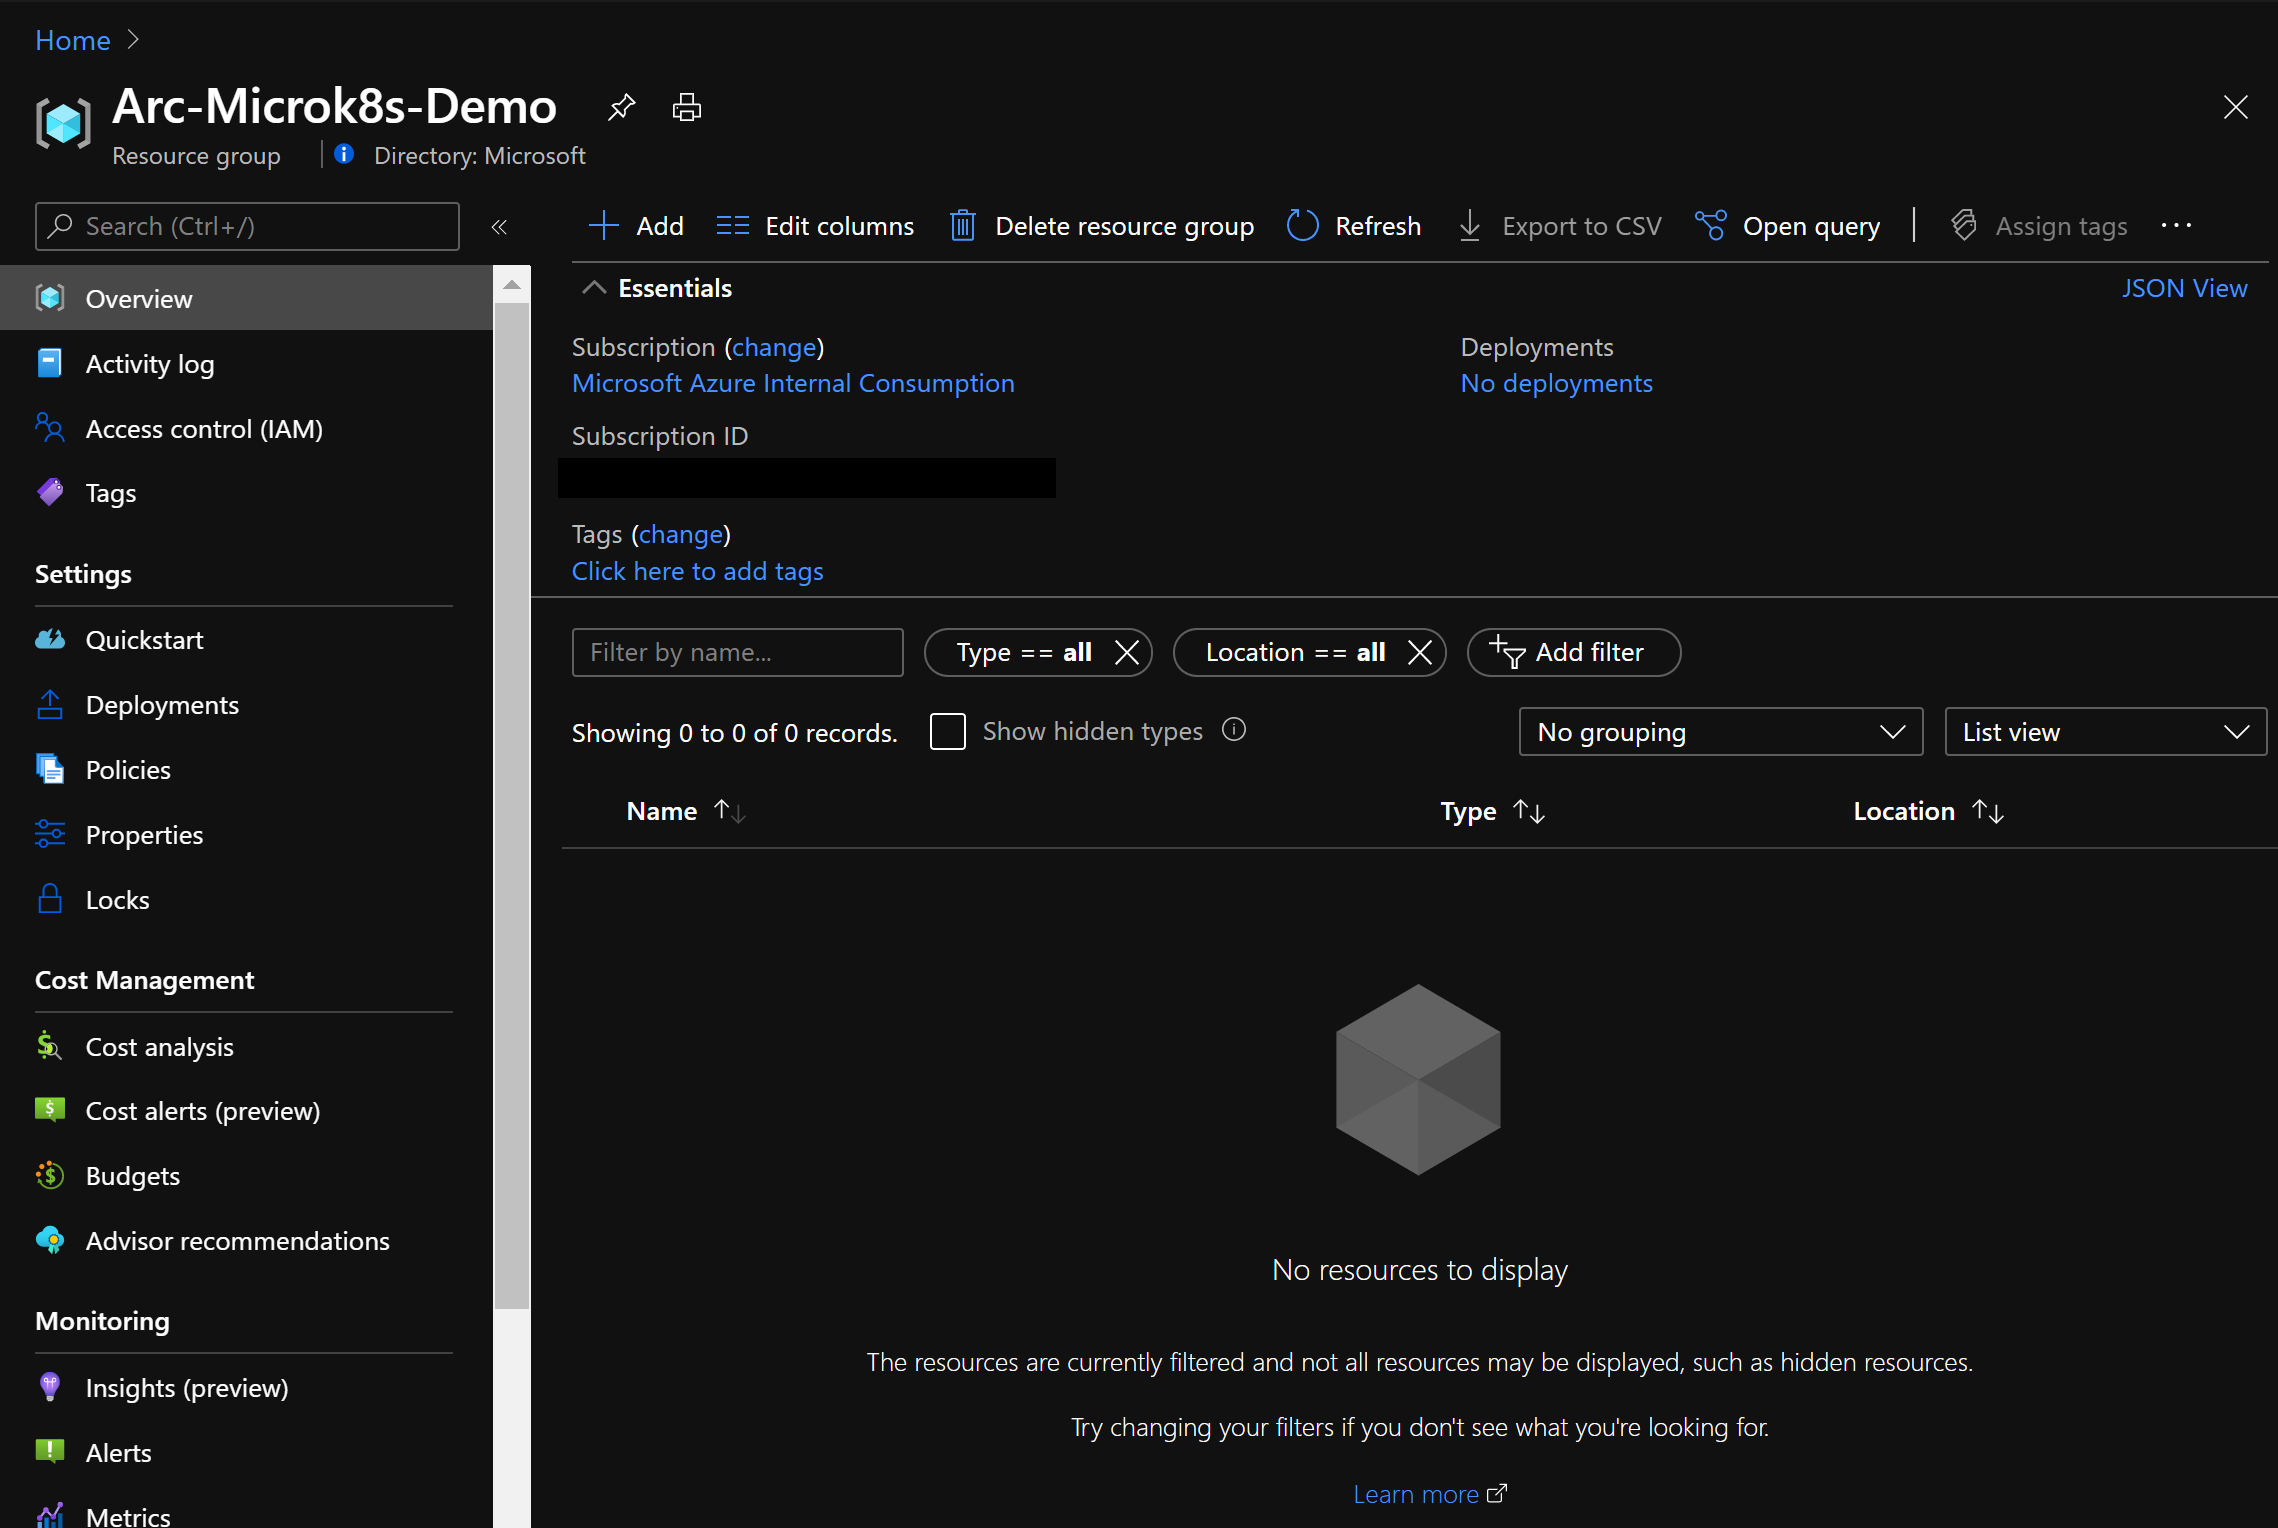 Home
Arc-Microk8s-Demo
Resource group
Directory: Microsoft
Search (Ctrl+/)
«
Overview
Activity log
Access control (IAM)
Tags
Settings
Quickstart
Deployments
Policies
Properties
Locks
Cost Management
Cost analysis
Cost alerts (preview)
Budgets
Advisor recommendations
Monitoring
Insights (preview)
Alerts
Metrics
Add Edit columns Delete resource group Refresh Export to CSV Open query Assign tags ...
Essentials JSON View
Subscription (change)
Microsoft Azure Internal Consumption
Deployments
No deployments
Subscription ID
Tags (change)
Click here to add tags
Filter by name... Type == all Location == all Add filter
Showing 0 to 0 of 0 records. Show hidden types No grouping List view
Name Type Location
No resources to display
The resources are currently filtered and not all resources may be displayed, such as hidden resources.
Try changing your filters if you don't see what you're looking for.
Learn more